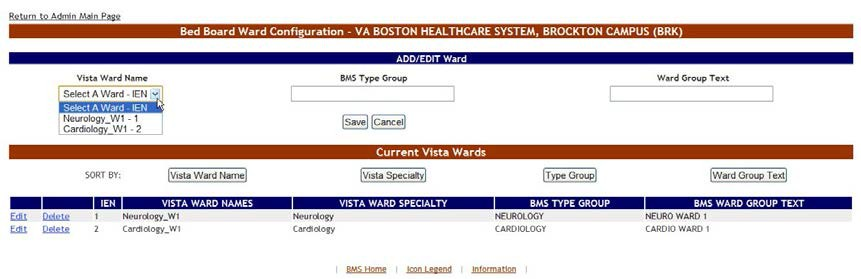 Return to Admin Main Page
Bed Board Ward Configuration - VA BOSTON HEALTHCARE SYSTEM, BROCKTON CAMPUS (BRK)
ADD/EDIT Ward
Vista Ward Name BMS Type Group Ward Group Text
Select A Ward - IEN
Select A Ward - IEN
Neurology_W1 - 1
Cardiology_W1 - 2
Save Cancel
Current Vista Wards
SORT BY: Vista Ward Name Vista Specialty Type Group Ward Group Text
IEN VISTA WARD NAMES VISTA WARD SPECIALTY BMS TYPE GROUP BMS WARD GROUP TEXT
Edit Delete 1 Neurology_W1 Neurology NEUROLOGY NEURO WARD 1
Edit Delete 2 Cardiology_W1 Cardiology CARDIOLOGY CARDIO WARD 1
| BMS Home | Icon Legend | Information |